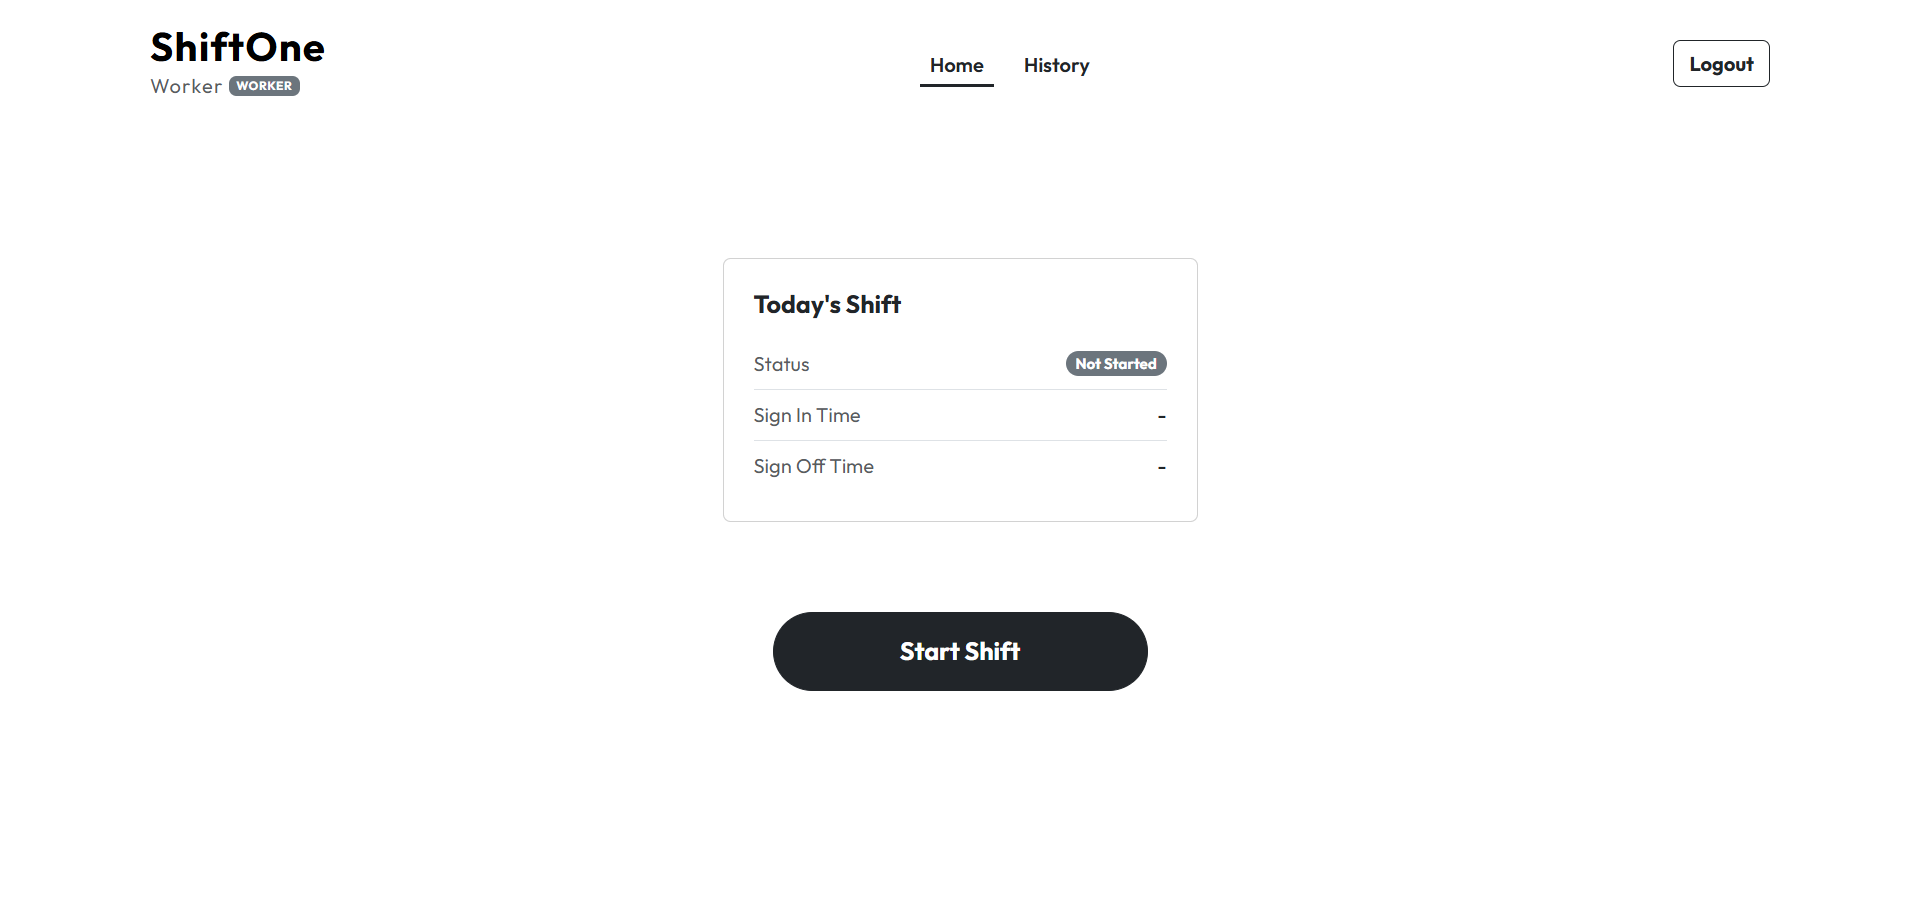 ShiftOne
Worker WORKER
Home History
Logout
Today's Shift
Status Not Started
Sign In Time -
Sign Off Time -
Start Shift